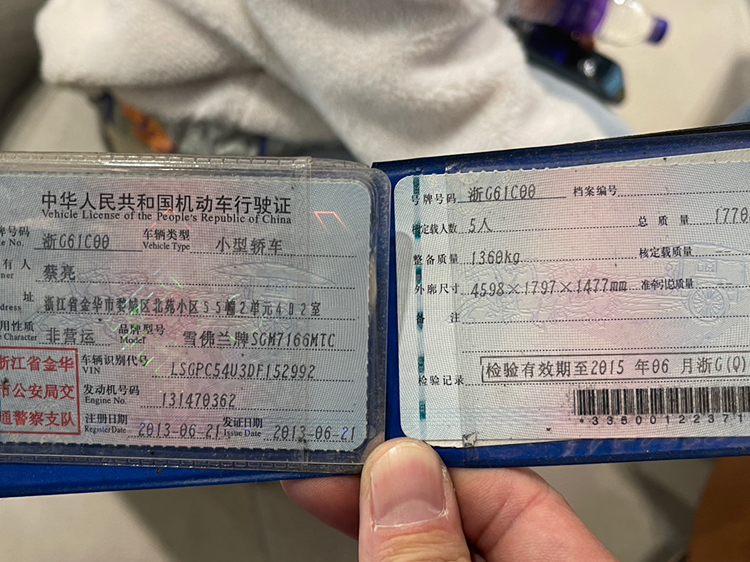 中华人民共和国机动车行驶证
Vehicle License of the People's Republic of China
牌号码 浙G61C00 车辆类型 小型轿车
No. Vehicle Type
有人 蔡亮
址 浙江省金华市婺城区北苑小区55幢2单元402室
address
用性质 非营运 品牌型号 雪佛兰牌SGM7166MTC
Character Model
浙江省金华
市公安局交
通警察支队
车辆识别代号 LSGPC54U3DF152992
VIN
发动机号码 131470362
Engine No.
注册日期 2013-06-21 发证日期 2013-06-21
Register Date Issue Date
号牌号码 浙G61C00 档案编号
核定载人数 5人 总质量 1770
整备质量 1360kg 核定载质量
外廓尺寸 4598×1797×1477mm 准牵引总质量
备注
检验记录 检验有效期至2015 年06 月浙G(Q)
*33500122371